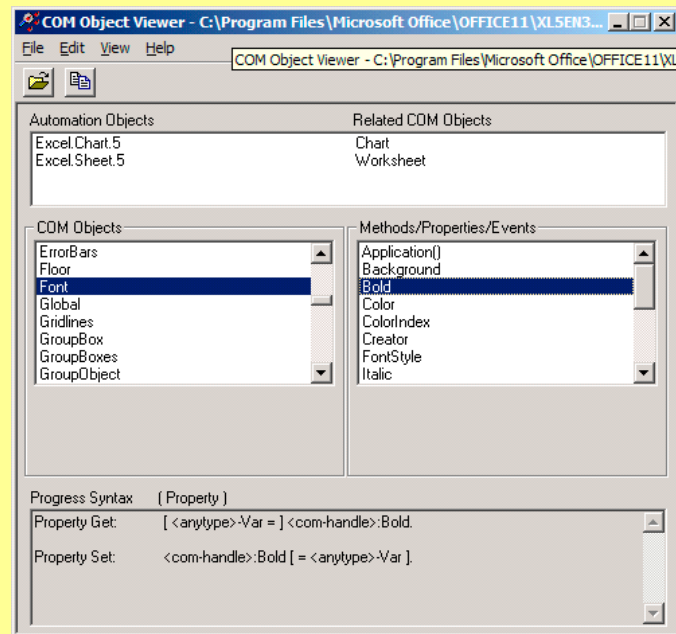 COM Object Viewer - C:\Program Files\Microsoft Office\OFFICE11\XL5EN3...
File Edit View Help
COM Object Viewer - C:\Program Files\Microsoft Office\OFFICE11\XL
Automation Objects Related COM Objects
Excel.Chart.5 Chart
Excel.Sheet.5 Worksheet
COM Objects
ErrorBars
Floor
Font
Global
Gridlines
GroupBox
GroupBoxes
GroupObject
Methods/Properties/Events
Application()
Background
Bold
Color
ColorIndex
Creator
FontStyle
Italic
Progress Syntax ( Property )
Property Get: [ <anytype>-Var = ] <com-handle>:Bold.
Property Set: <com-handle>:Bold [ = <anytype>-Var ].